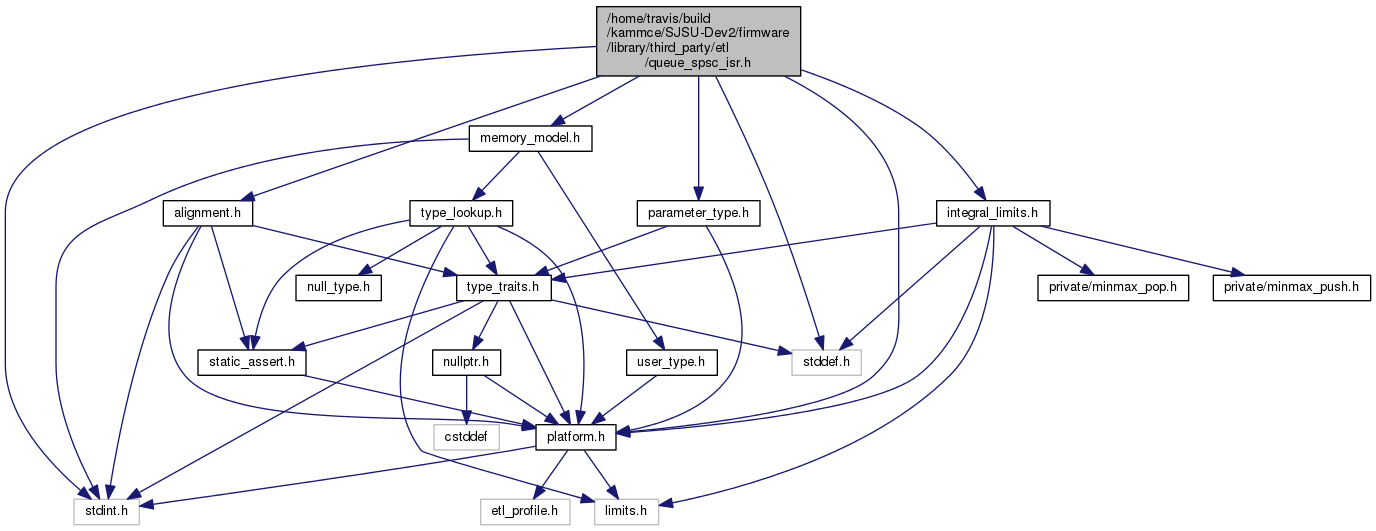 /home/travis/build
/kammce/SJSU-Dev2/firmware
/library/third_party/etl
/queue_spsc_isr.h
memory_model.h
alignment.h
type_lookup.h
parameter_type.h
integral_limits.h
null_type.h
type_traits.h
private/minmax_pop.h
private/minmax_push.h
static_assert.h
nullptr.h
user_type.h
stddef.h
cstddef
platform.h
stdint.h
etl_profile.h
limits.h